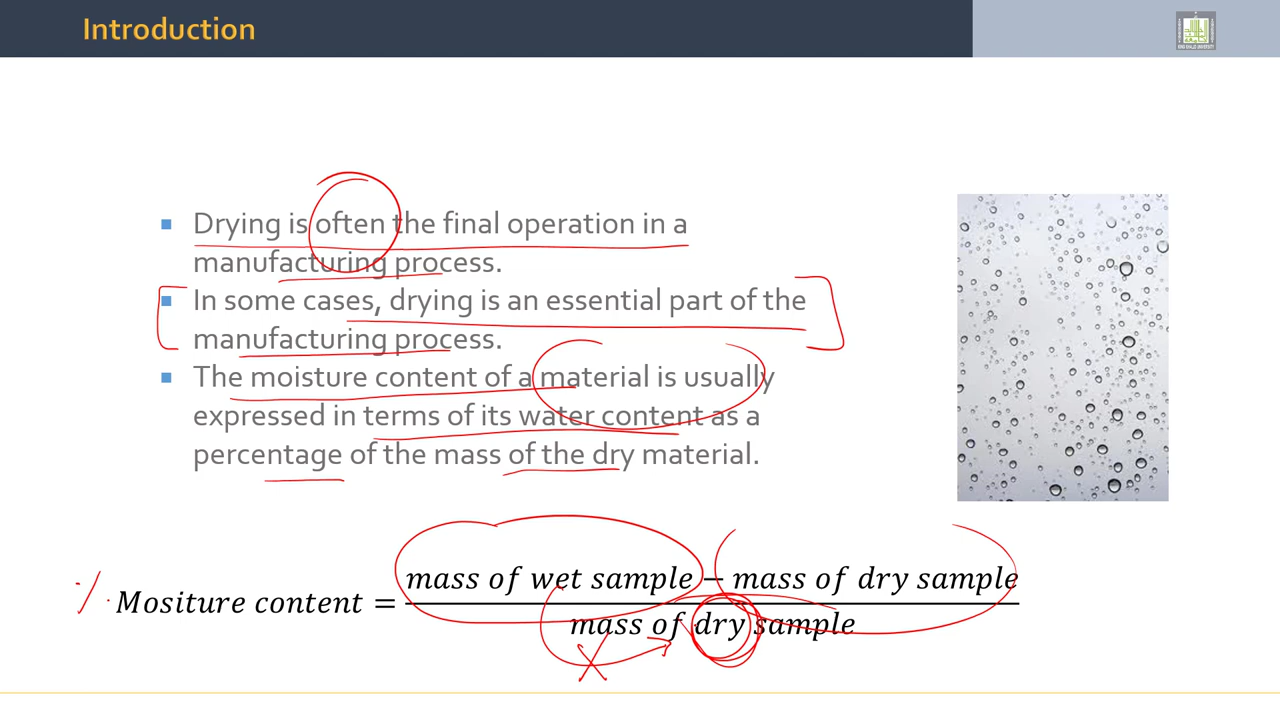 Introduction
Drying is often the final operation in a
manufacturing process.
In some cases, drying is an essential part of the
manufacturing process.
The moisture content of a material is usually
expressed in terms of its water content as a
percentage of the mass of the dry material.
mass of wet sample − mass of dry sample
% Mositure content =
mass of dry sample
X